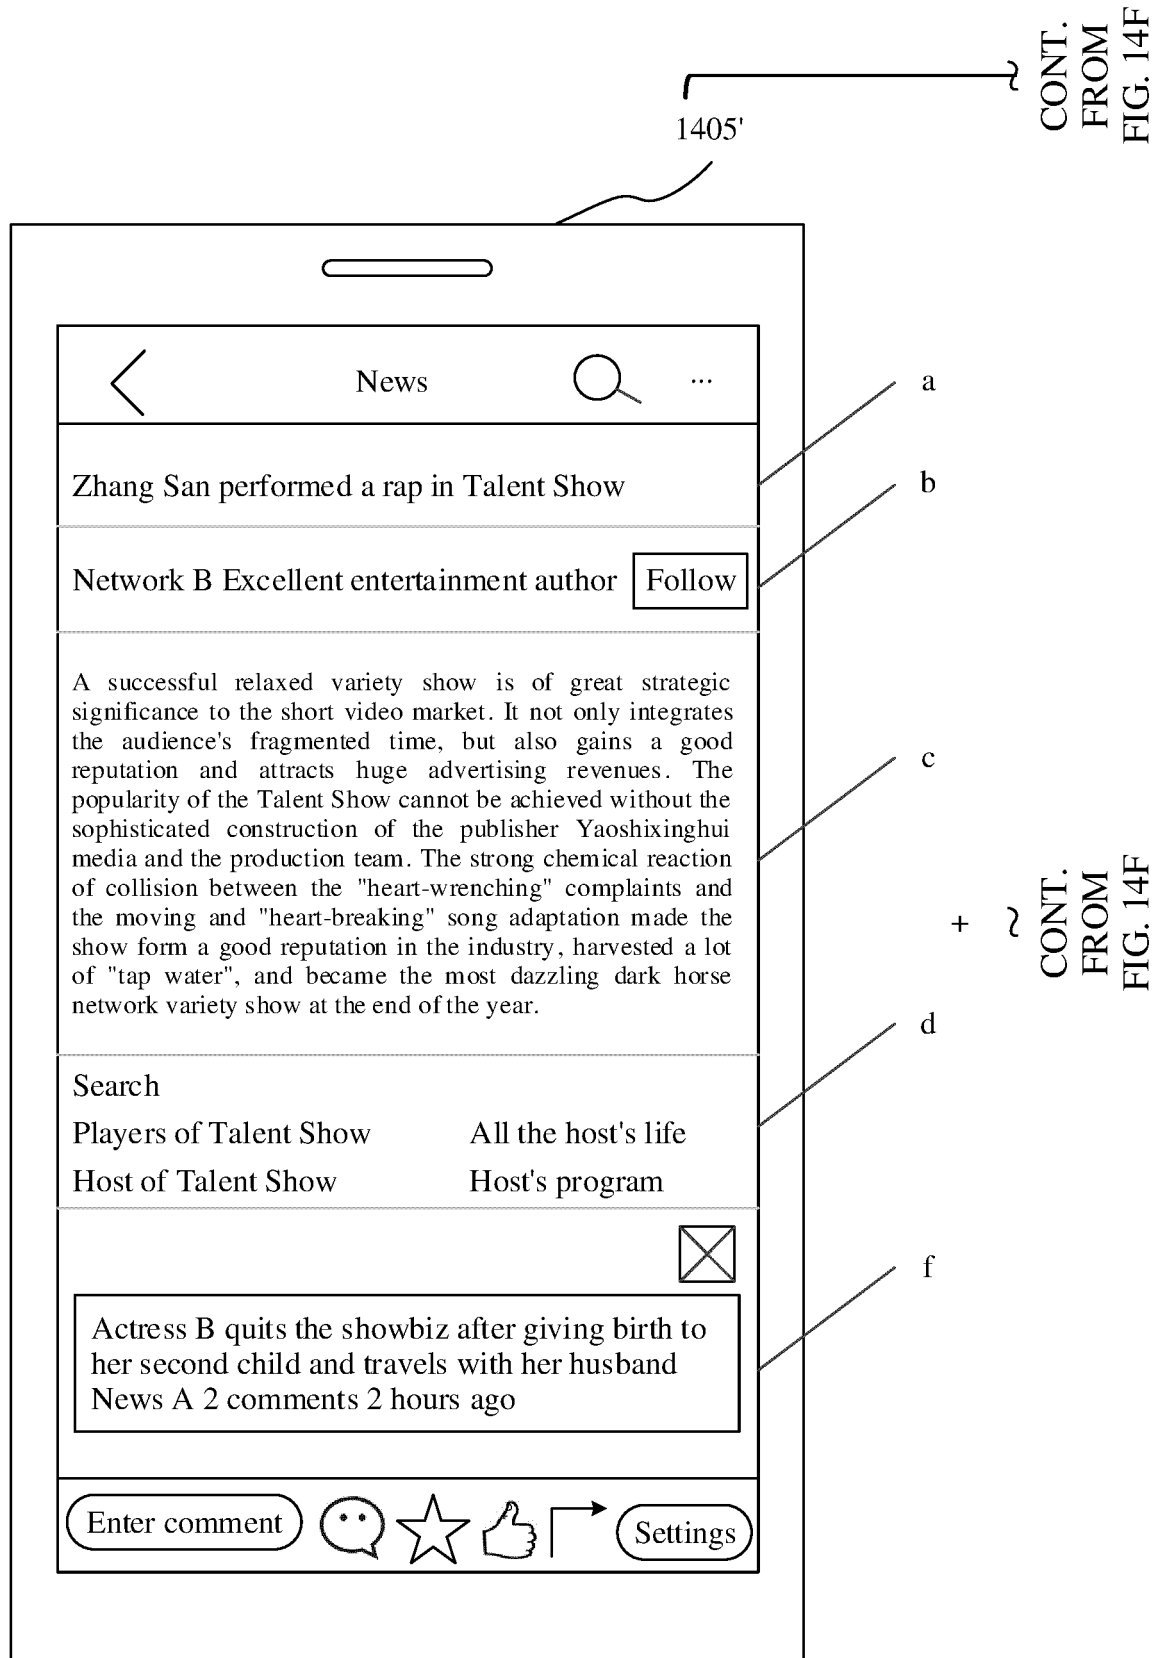 CONT.
FROM
FIG. 14F
1405'
News
...
a
Zhang San performed a rap in Talent Show
b
Network B Excellent entertainment author
Follow
A successful relaxed variety show is of great strategic
significance to the short video market. It not only integrates
the audience's fragmented time, but also gains a good
reputation and attracts huge advertising revenues. The
popularity of the Talent Show cannot be achieved without the
sophisticated construction of the publisher Yaoshixinghui
media and the production team. The strong chemical reaction
of collision between the "heart-wrenching" complaints and
the moving and "heart-breaking" song adaptation made the
show form a good reputation in the industry, harvested a lot
of "tap water", and became the most dazzling dark horse
network variety show at the end of the year.
c
+
CONT.
FROM
FIG. 14F
d
Search
Players of Talent Show
All the host's life
Host of Talent Show
Host's program
f
Actress B quits the showbiz after giving birth to
her second child and travels with her husband
News A 2 comments 2 hours ago
Enter comment
Settings